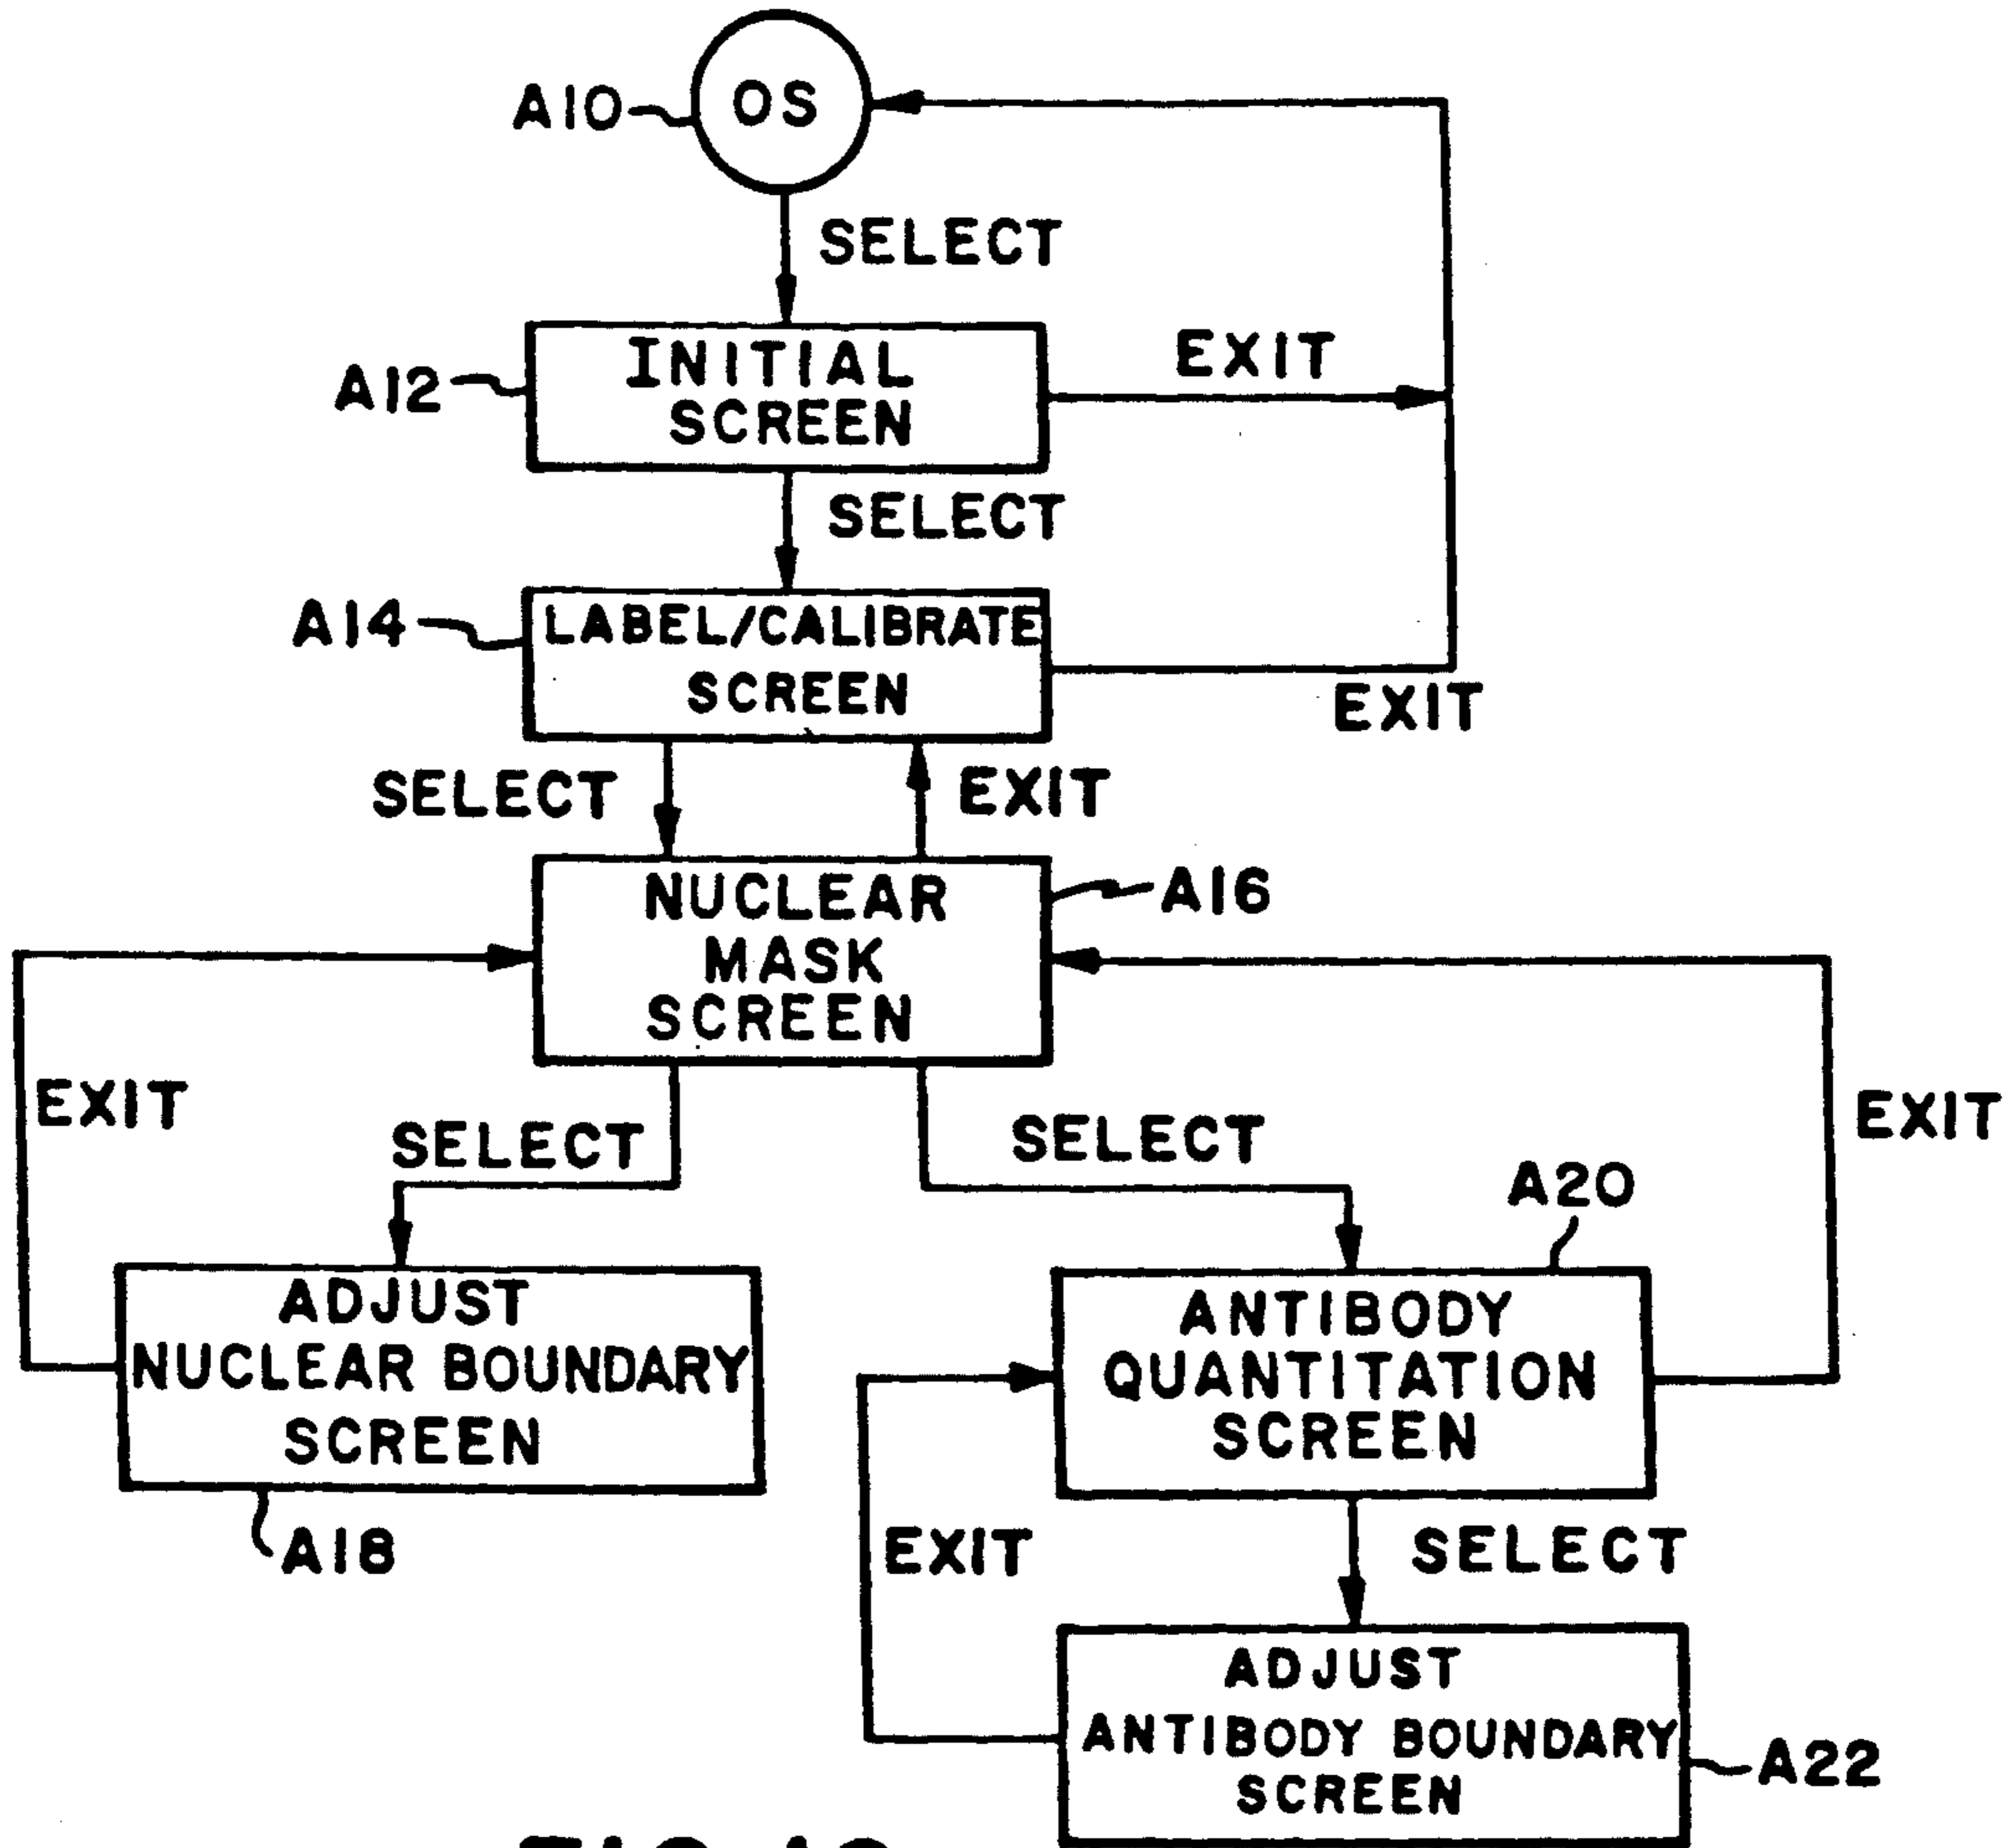 A10
OS
SELECT
A12
INITIAL
SCREEN
EXIT
SELECT
A14
LABEL/CALIBRATE
SCREEN
EXIT
SELECT
EXIT
NUCLEAR
MASK
SCREEN
A16
EXIT
SELECT
SELECT
EXIT
A20
ADJUST
NUCLEAR BOUNDARY
SCREEN
A18
ANTIBODY
QUANTITATION
SCREEN
EXIT
SELECT
ADJUST
ANTIBODY BOUNDARY
SCREEN
A22